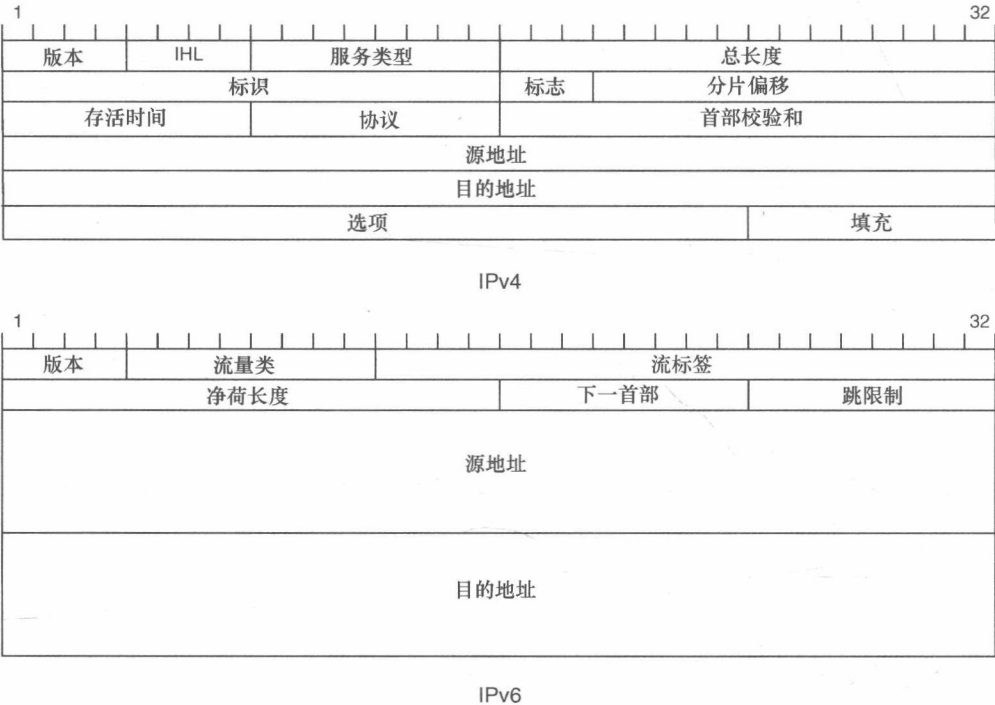 1 32
版本 IHL 服务类型 总长度
标识 标志 分片偏移
存活时间 协议 首部校验和
源地址
目的地址
选项 填充
IPv4
1 32
版本 流量类 流标签
净荷长度 下一首部 跳限制
源地址
目的地址
IPv6